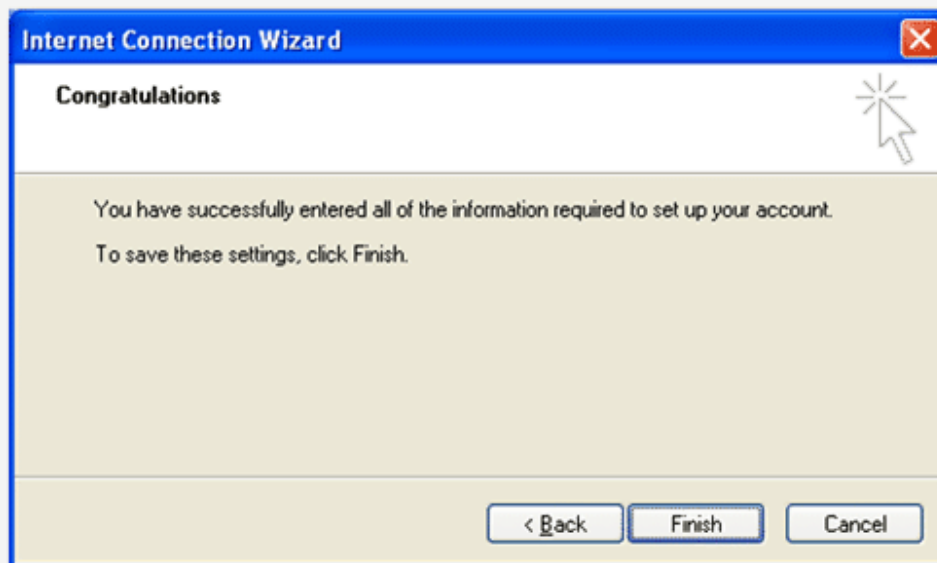 Internet Connection Wizard
Congratulations
You have successfully entered all of the information required to set up your account.
To save these settings, click Finish.
< Back Finish Cancel